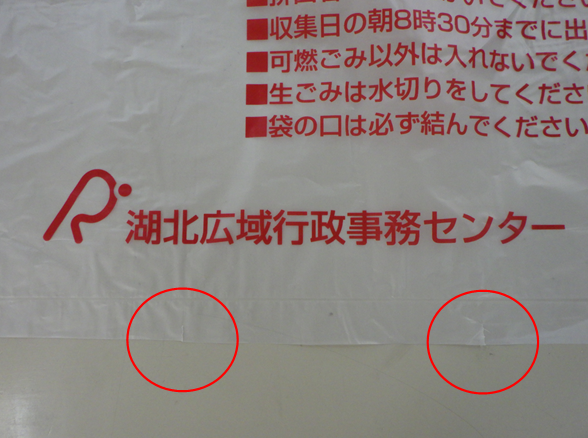 ■収集日の朝8時30分までに出
■可燃ごみ以外は入れないでくだ
■生ごみは水切りをしてくださ
■袋の口は必ず結んでください
湖北広域行政事務センター